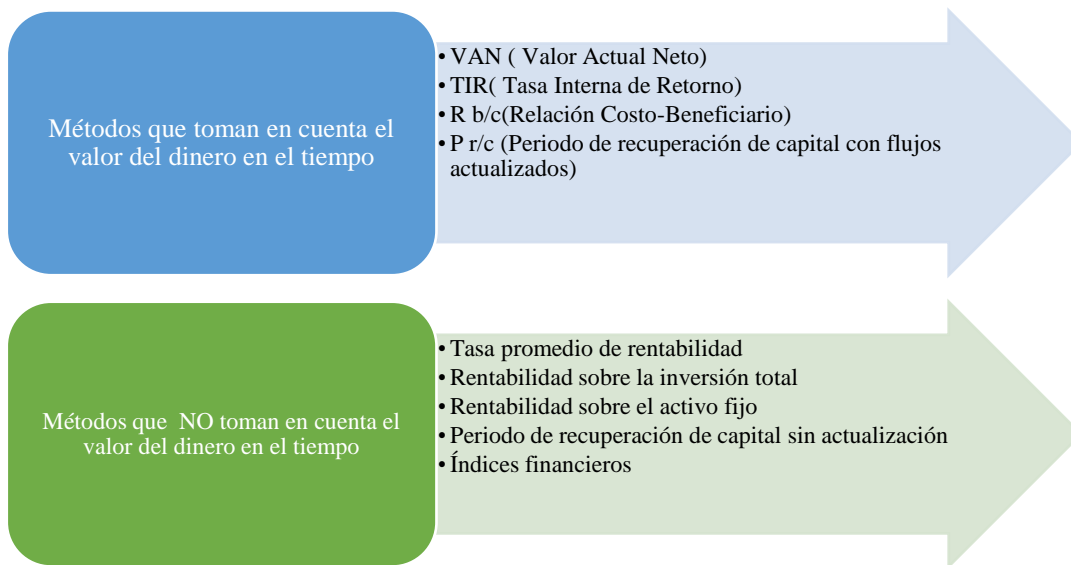 Métodos que toman en cuenta el
valor del dinero en el tiempo
• VAN ( Valor Actual Neto)
• TIR( Tasa Interna de Retorno)
• R b/c(Relación Costo-Beneficiario)
• P r/c (Periodo de recuperación de capital con flujos
actualizados)
Métodos que NO toman en cuenta el
valor del dinero en el tiempo
• Tasa promedio de rentabilidad
• Rentabilidad sobre la inversión total
• Rentabilidad sobre el activo fijo
• Periodo de recuperación de capital sin actualización
• Índices financieros